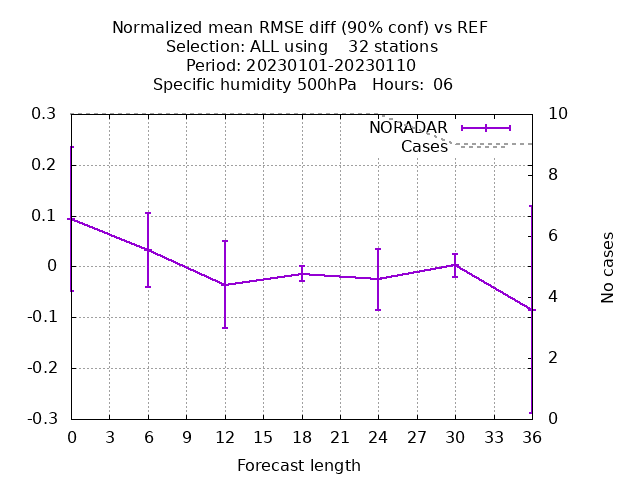 Normalized mean RMSE diff (90% conf) vs REF
Selection: ALL using    32 stations
Period: 20230101-20230110
Specific humidity 500hPa   Hours:  06
NORADAR
Cases
0.3
0.2
0.1
0
-0.1
-0.2
-0.3
10
8
6
4
2
0
No cases
0 3 6 9 12 15 18 21 24 27 30 33 36
Forecast length